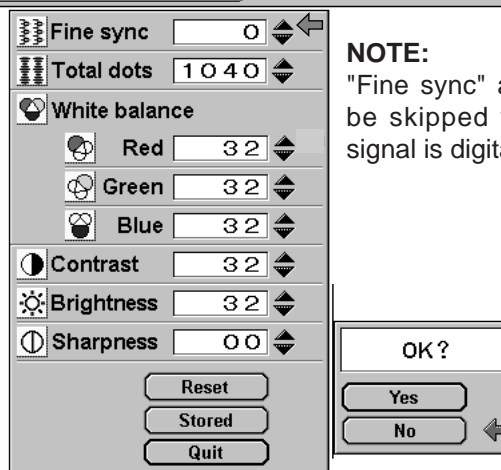 Fine sync 0
Total dots 1040
White balance
Red 32
Green 32
Blue 32
Contrast 32
Brightness 32
Sharpness 00
Reset
Stored
Quit
NOTE:
"Fine sync"
be skipped
signal is
OK?
Yes
No